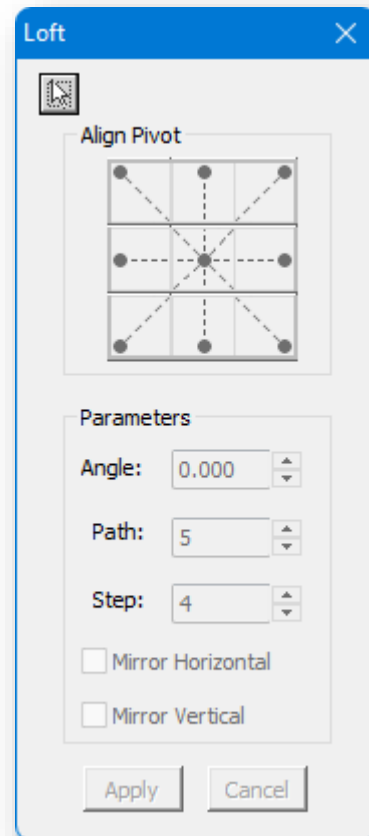 Loft
Align Pivot
Parameters
Angle: 0.000
Path: 5
Step: 4
Mirror Horizontal
Mirror Vertical
Apply Cancel